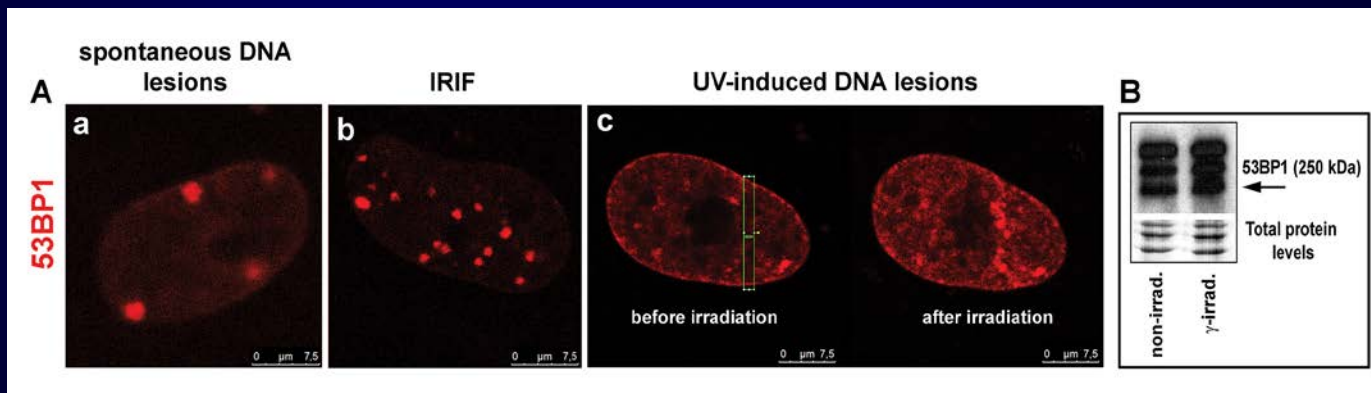 spontaneous DNA
lesions
IRIF
UV-induced DNA lesions
A
B
a
b
c
53BP1
before irradiation
after irradiation
0 µm 7,5
0 µm 7,5
0 µm 7,5
0 µm 7,5
53BP1 (250 kDa)
Total protein
levels
non-irrad.
γ-irrad.